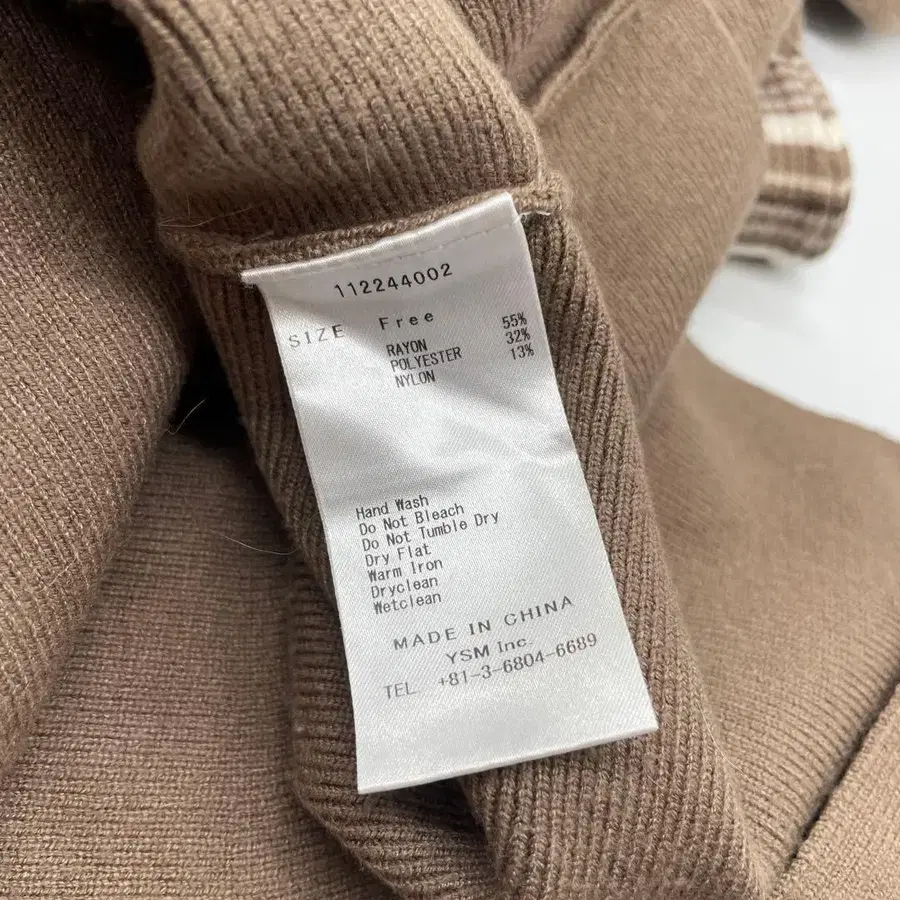 112244002
SIZE Free
RAYON 55%
POLYESTER 32%
NYLON 13%
Hand Wash
Do Not Bleach
Do Not Tumble Dry
Dry Flat
Warm Iron
Dryclean
Wetclean
MADE IN CHINA
YSM Inc.
TEL. +81-3-6804-6689